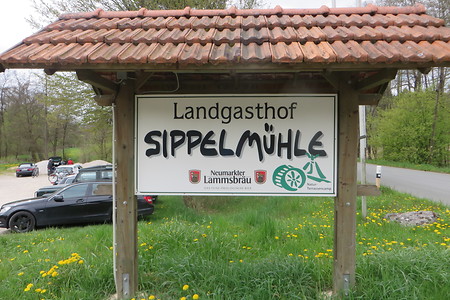 Landgasthof
SIPPELMÜHLE
Neumarkter
Lammsbräu